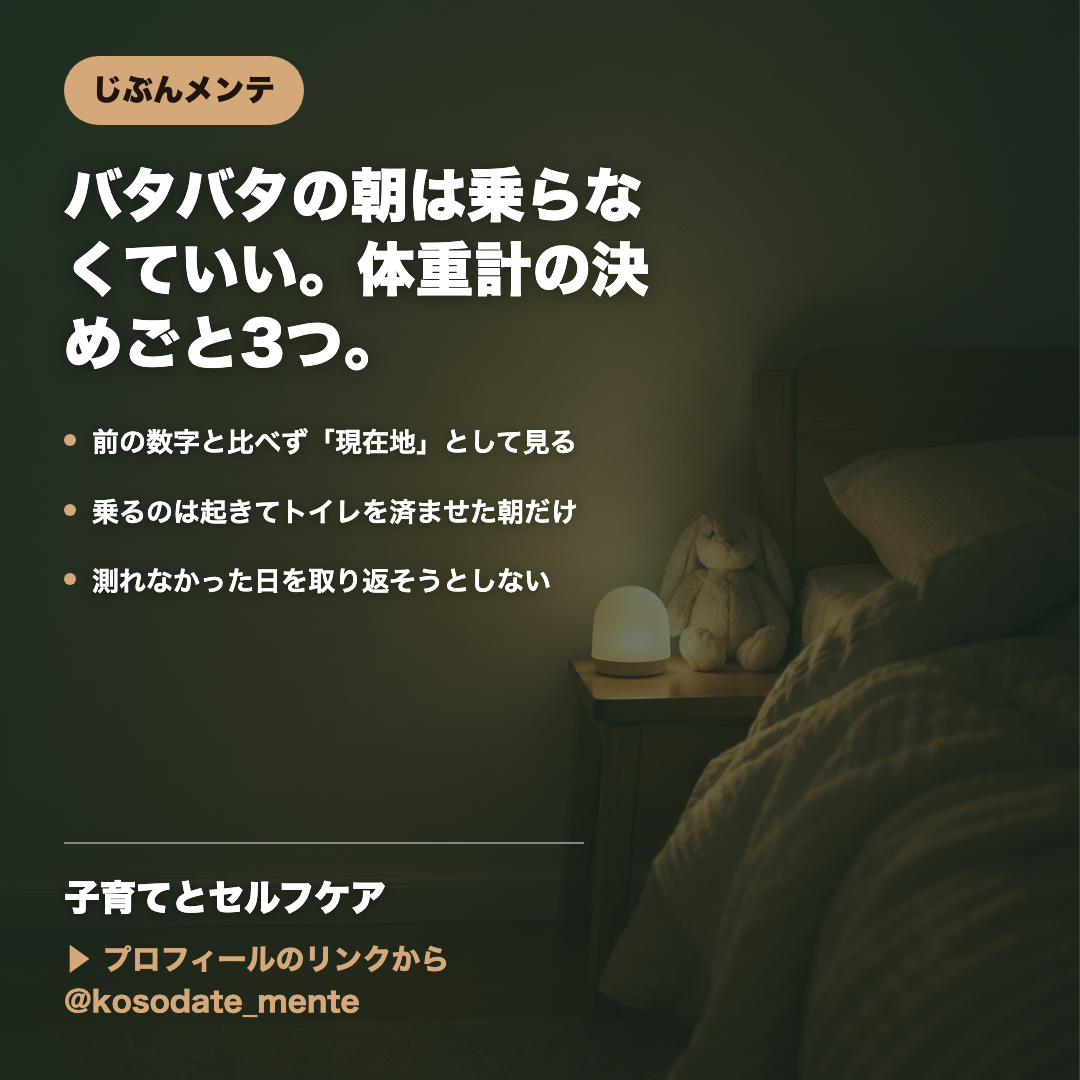 じぶんメンテ
バタバタの朝は乗らな
くていい。体重計の決
めごと3つ。
前の数字と比べず「現在地」として見る
乗るのは起きてトイレを済ませた朝だけ
測れなかった日を取り返そうとしない
子育てとセルフケア
▶ プロフィールのリンクから
@kosodate_mente